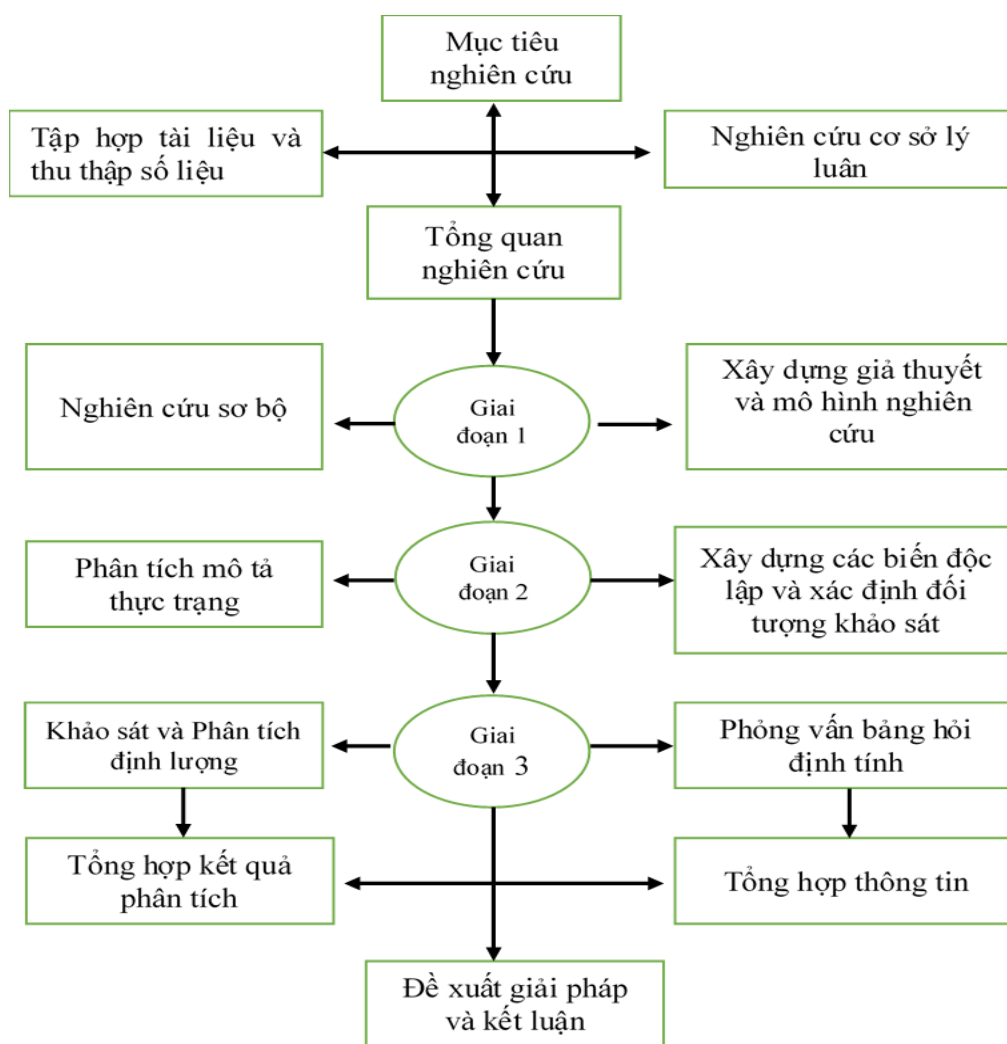 Mục tiêu
nghiên cứu
Tập hợp tài liệu và
thu thập số liệu
Nghiên cứu cơ sở lý
luân
Tổng quan
nghiên cứu
Nghiên cứu sơ bộ
Giai
đoạn 1
Xây dựng giả thuyết
và mô hình nghiên
cứu
Phân tích mô tả
thực trạng
Giai
đoạn 2
Xây dựng các biến độc
lập và xác định đối
tượng khảo sát
Khảo sát và Phân tích
định lượng
Giai
đoạn 3
Phỏng vấn bảng hỏi
định tính
Tổng hợp kết quả
phân tích
Tổng hợp thông tin
Đề xuất giải pháp
và kết luận